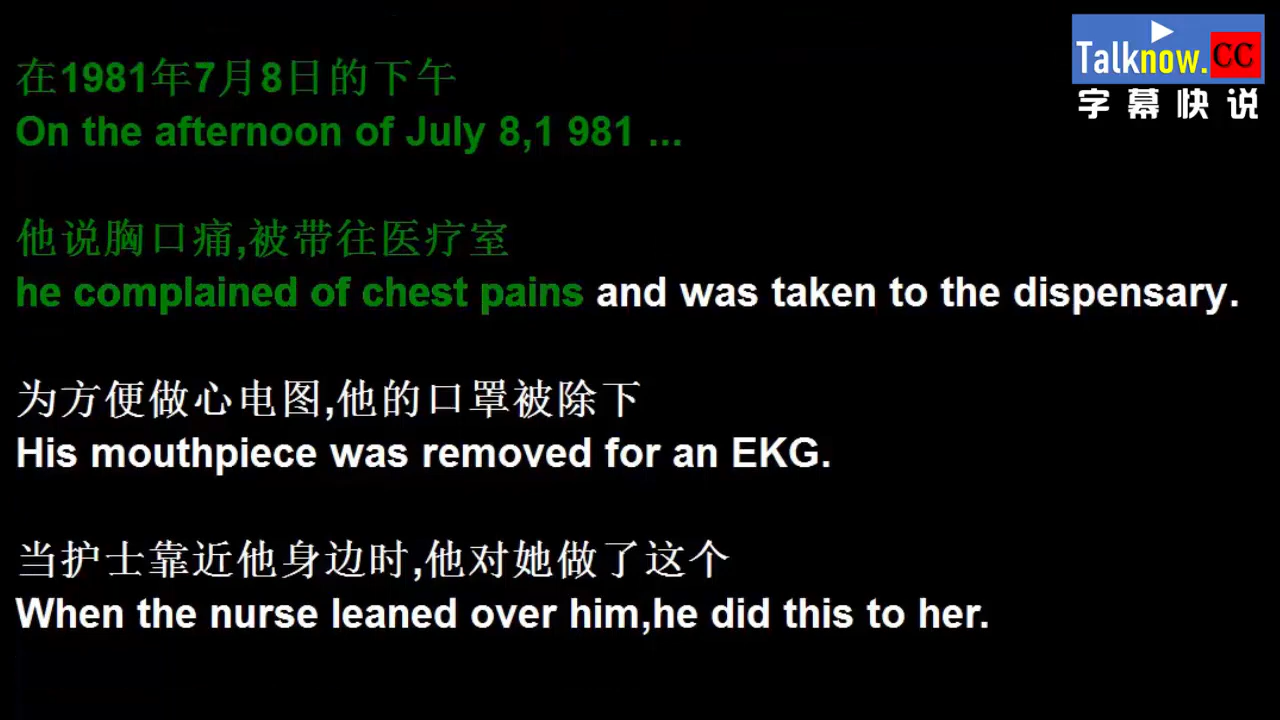 Talknow.CC
字幕快说
在1981年7月8日的下午
On the afternoon of July 8,1 981 ...
他说胸口痛,被带往医疗室
he complained of chest pains and was taken to the dispensary.
为方便做心电图,他的口罩被除下
His mouthpiece was removed for an EKG.
当护士靠近他身边时,他对她做了这个
When the nurse leaned over him,he did this to her.